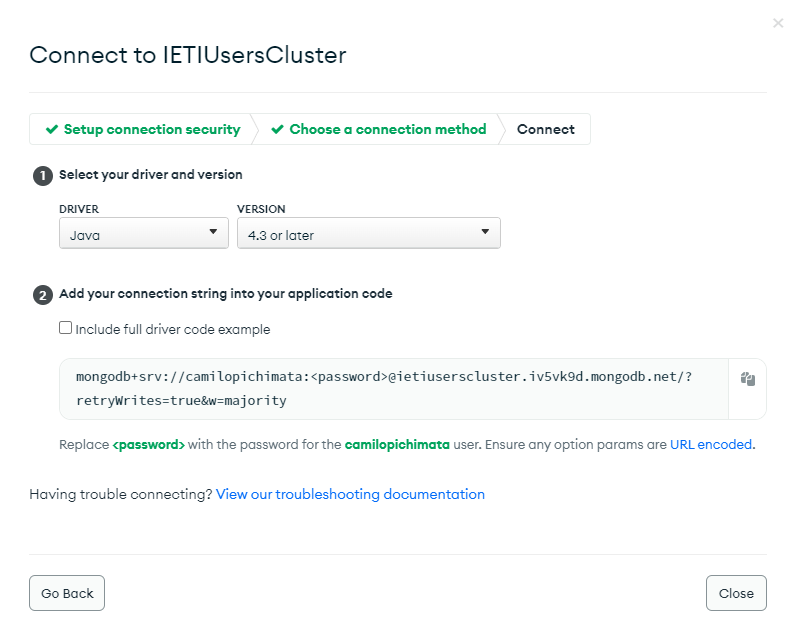 Connect to IETIUsersCluster
Setup connection security
Choose a connection method
Connect
1 Select your driver and version
DRIVER
VERSION
Java
4.3 or later
2 Add your connection string into your application code
Include full driver code example
mongodb+srv://camilopichimata:<password>@ietiuserscluster.iv5vk9d.mongodb.net/?
retryWrites=true&w=majority
Replace <password> with the password for the camilopichimata user. Ensure any option params are URL encoded.
Having trouble connecting? View our troubleshooting documentation
Go Back
Close